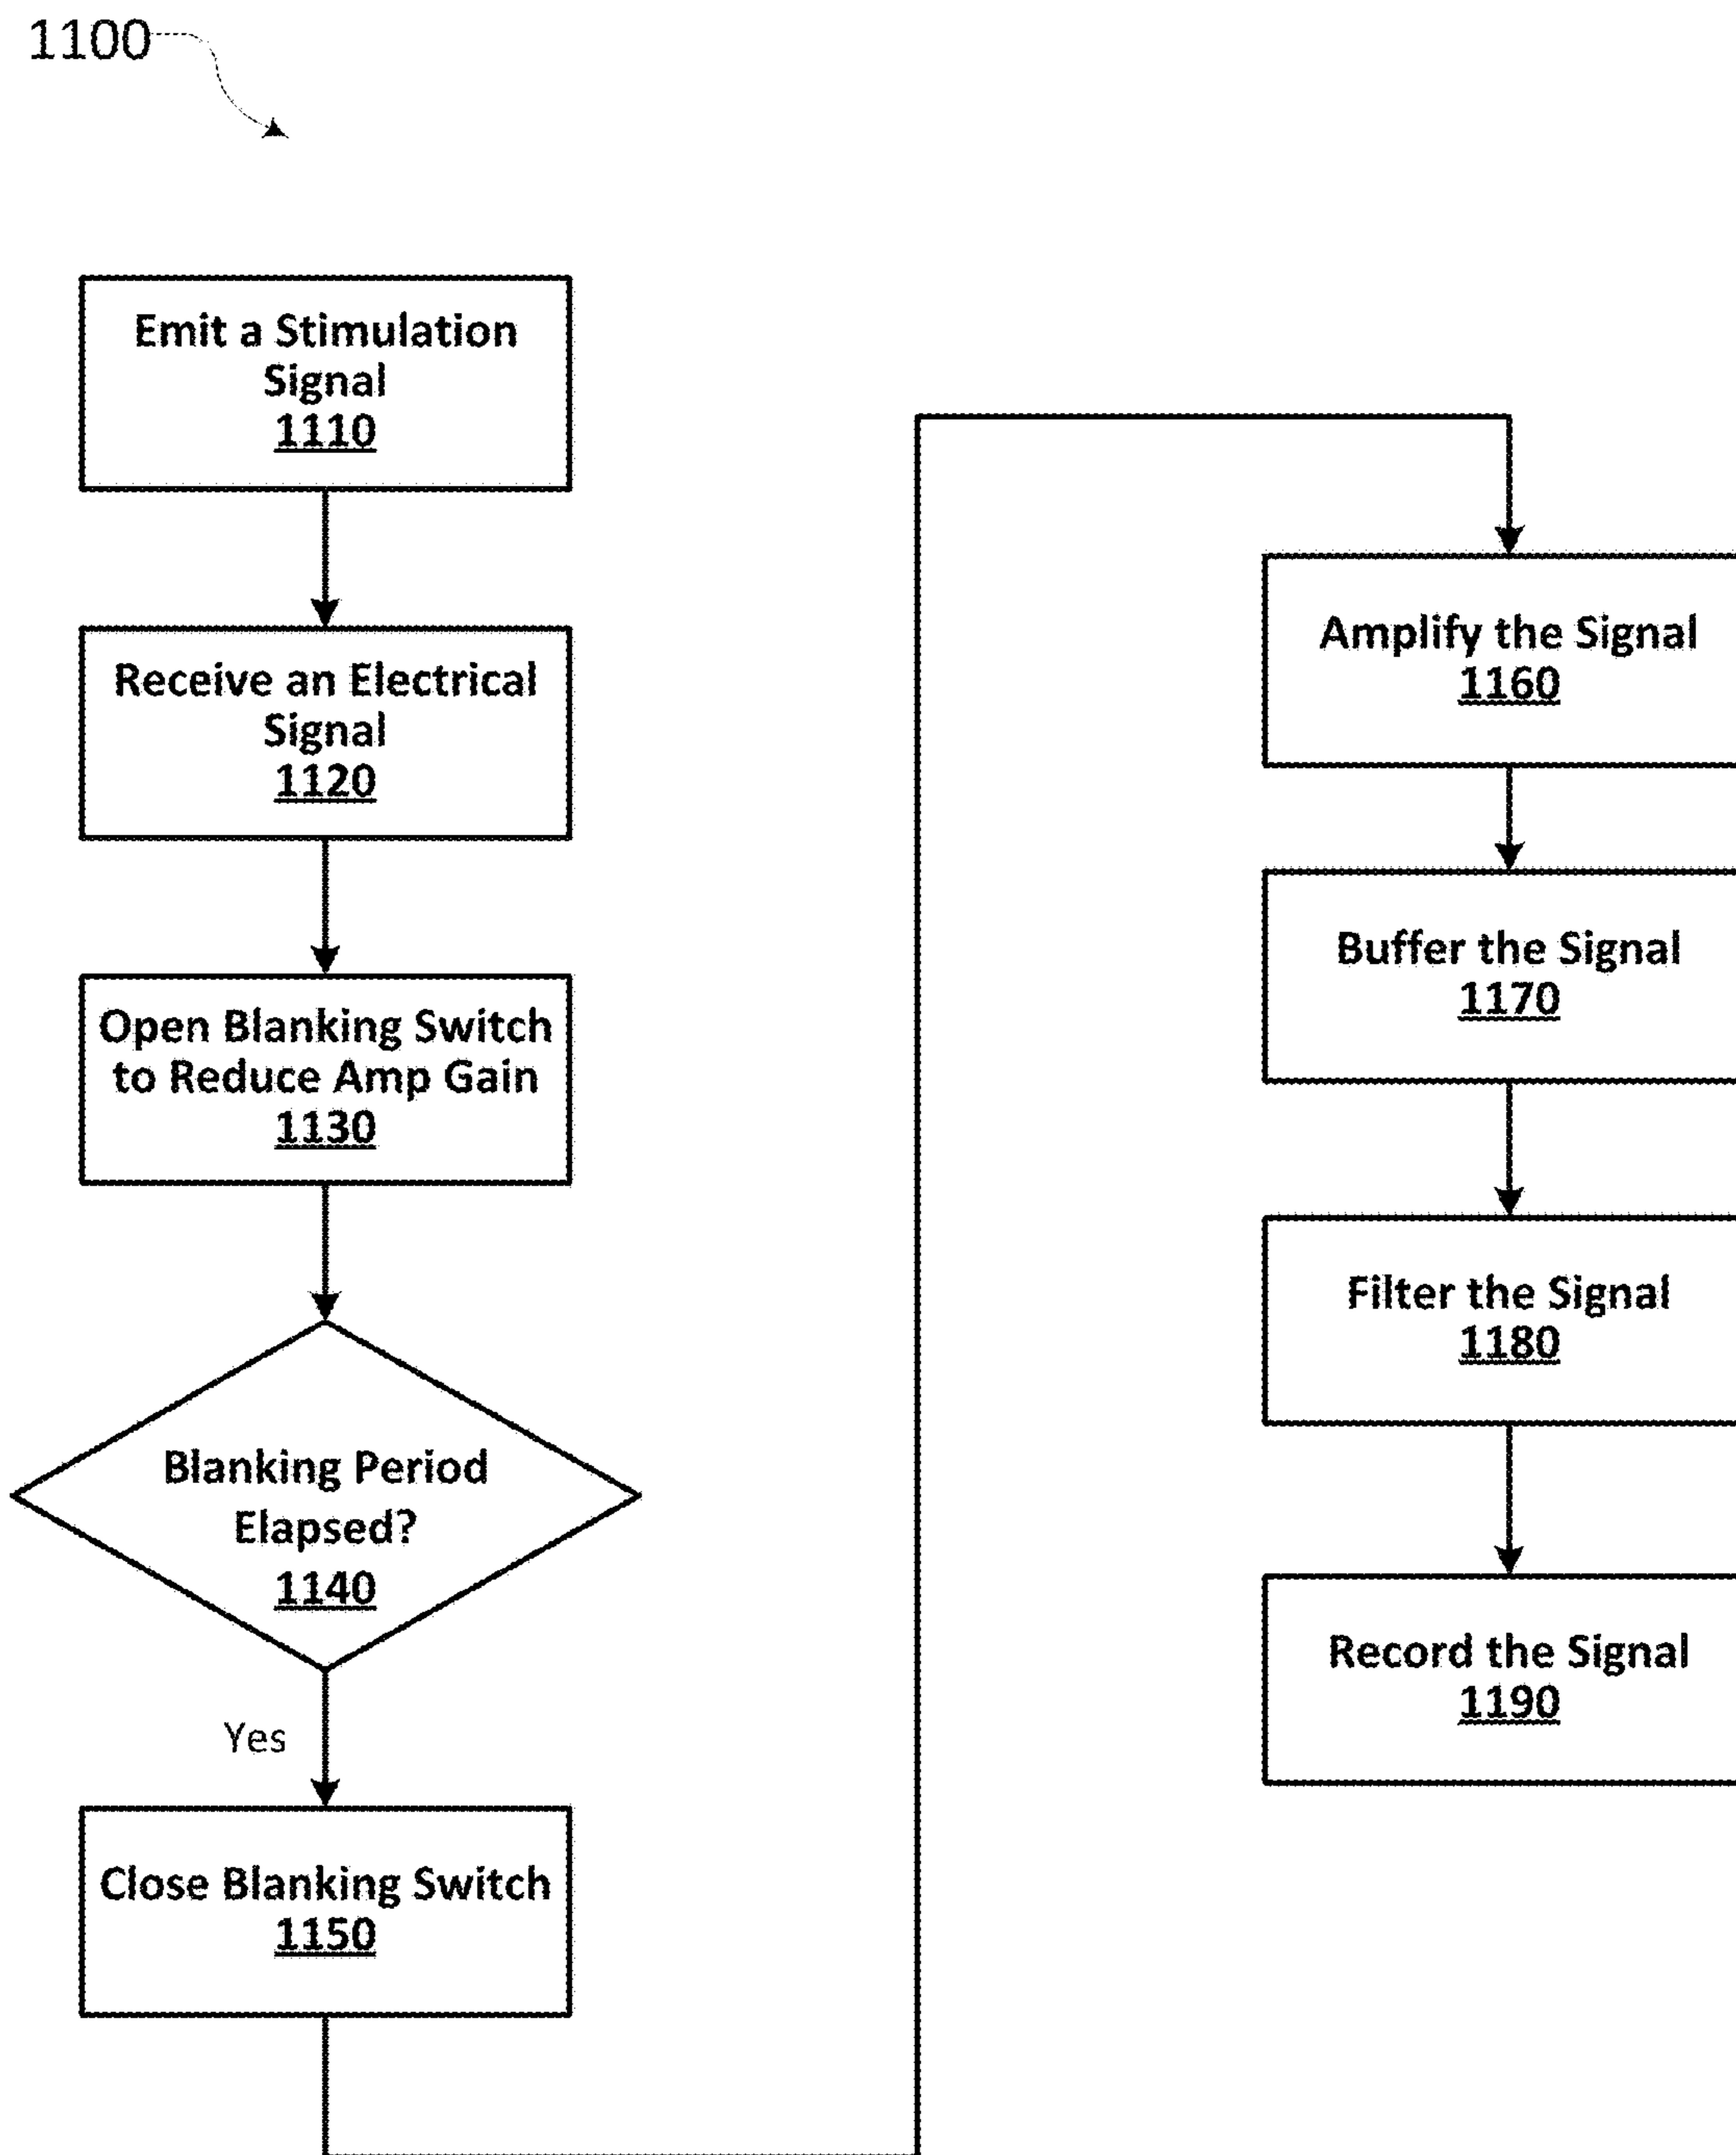 1100
Emit a Stimulation
Signal
1110
Receive an Electrical
Signal
1120
Open Blanking Switch
to Reduce Amp Gain
1130
Blanking Period
Elapsed?
1140
Yes
Close Blanking Switch
1150
Amplify the Signal
1160
Buffer the Signal
1170
Filter the Signal
1180
Record the Signal
1190